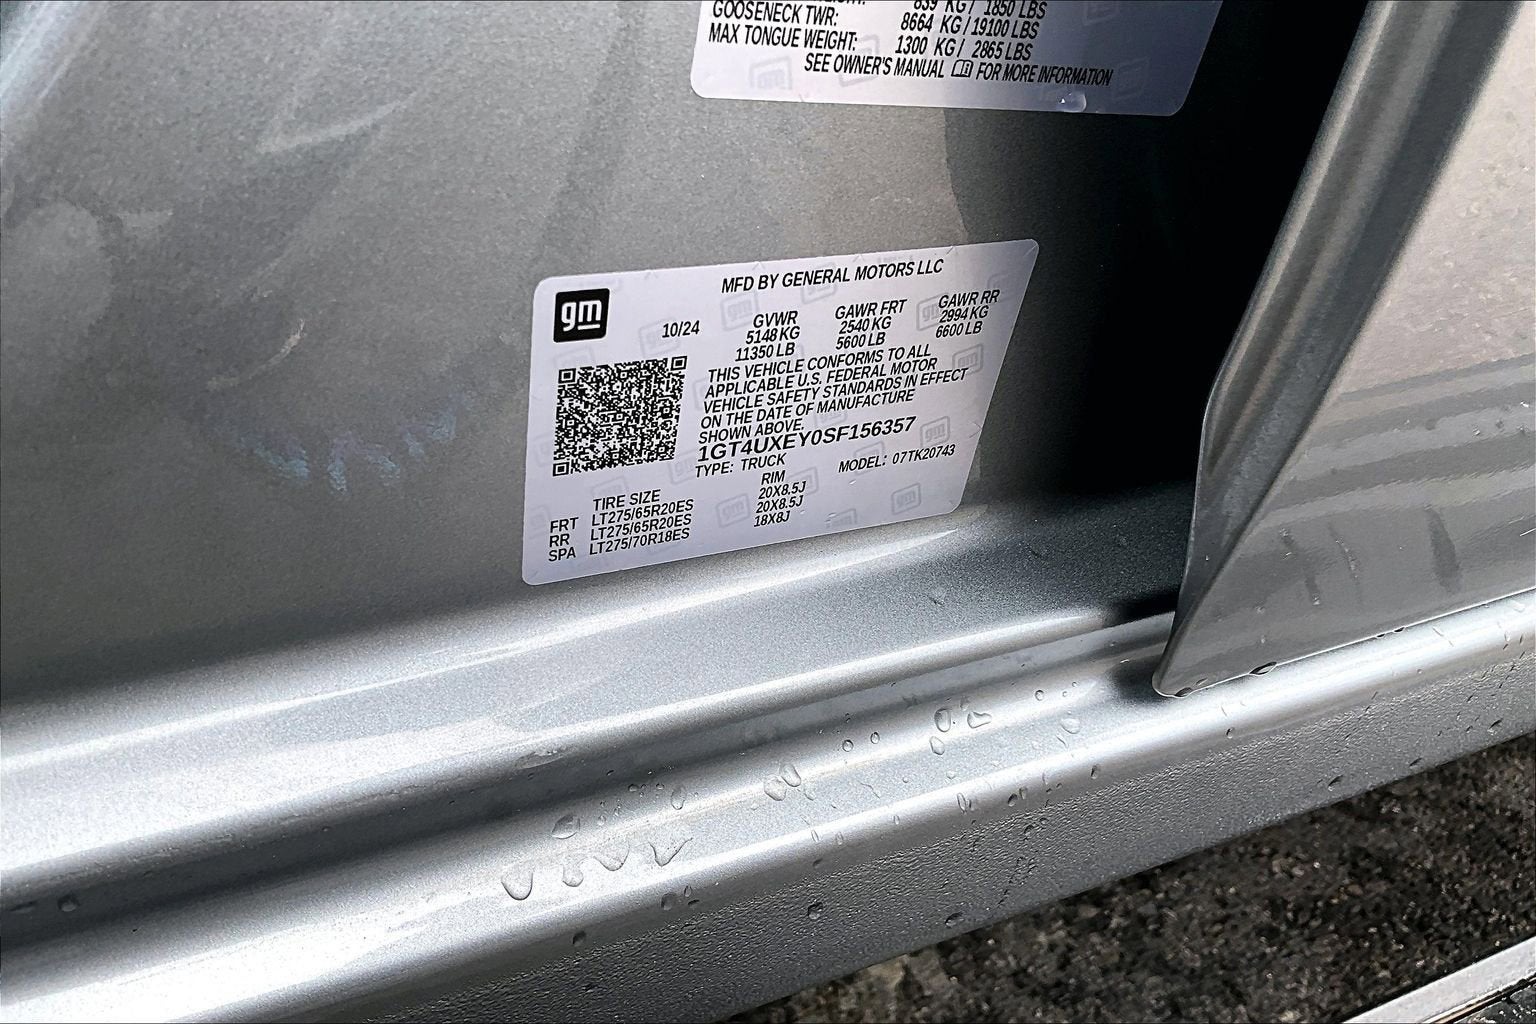 839 KG / 1850 LBS
GOOSENECK TWR: 8664 KG / 19100 LBS
MAX TONGUE WEIGHT: 1300 KG / 2865 LBS
SEE OWNER'S MANUAL FOR MORE INFORMATION
MFD BY GENERAL MOTORS LLC
gm
10/24
GVWR GAWR FRT GAWR RR
5148 KG 2540 KG 2994 KG
11350 LB 5600 LB 6600 LB
THIS VEHICLE CONFORMS TO ALL
APPLICABLE U.S. FEDERAL MOTOR
VEHICLE SAFETY STANDARDS IN EFFECT
ON THE DATE OF MANUFACTURE
SHOWN ABOVE.
1GT4UXEY0SF156357
TYPE: TRUCK MODEL: 07TK20743
TIRE SIZE RIM
FRT LT275/65R20ES 20X8.5J
RR LT275/65R20ES 20X8.5J
SPA LT275/70R18ES 18X8J